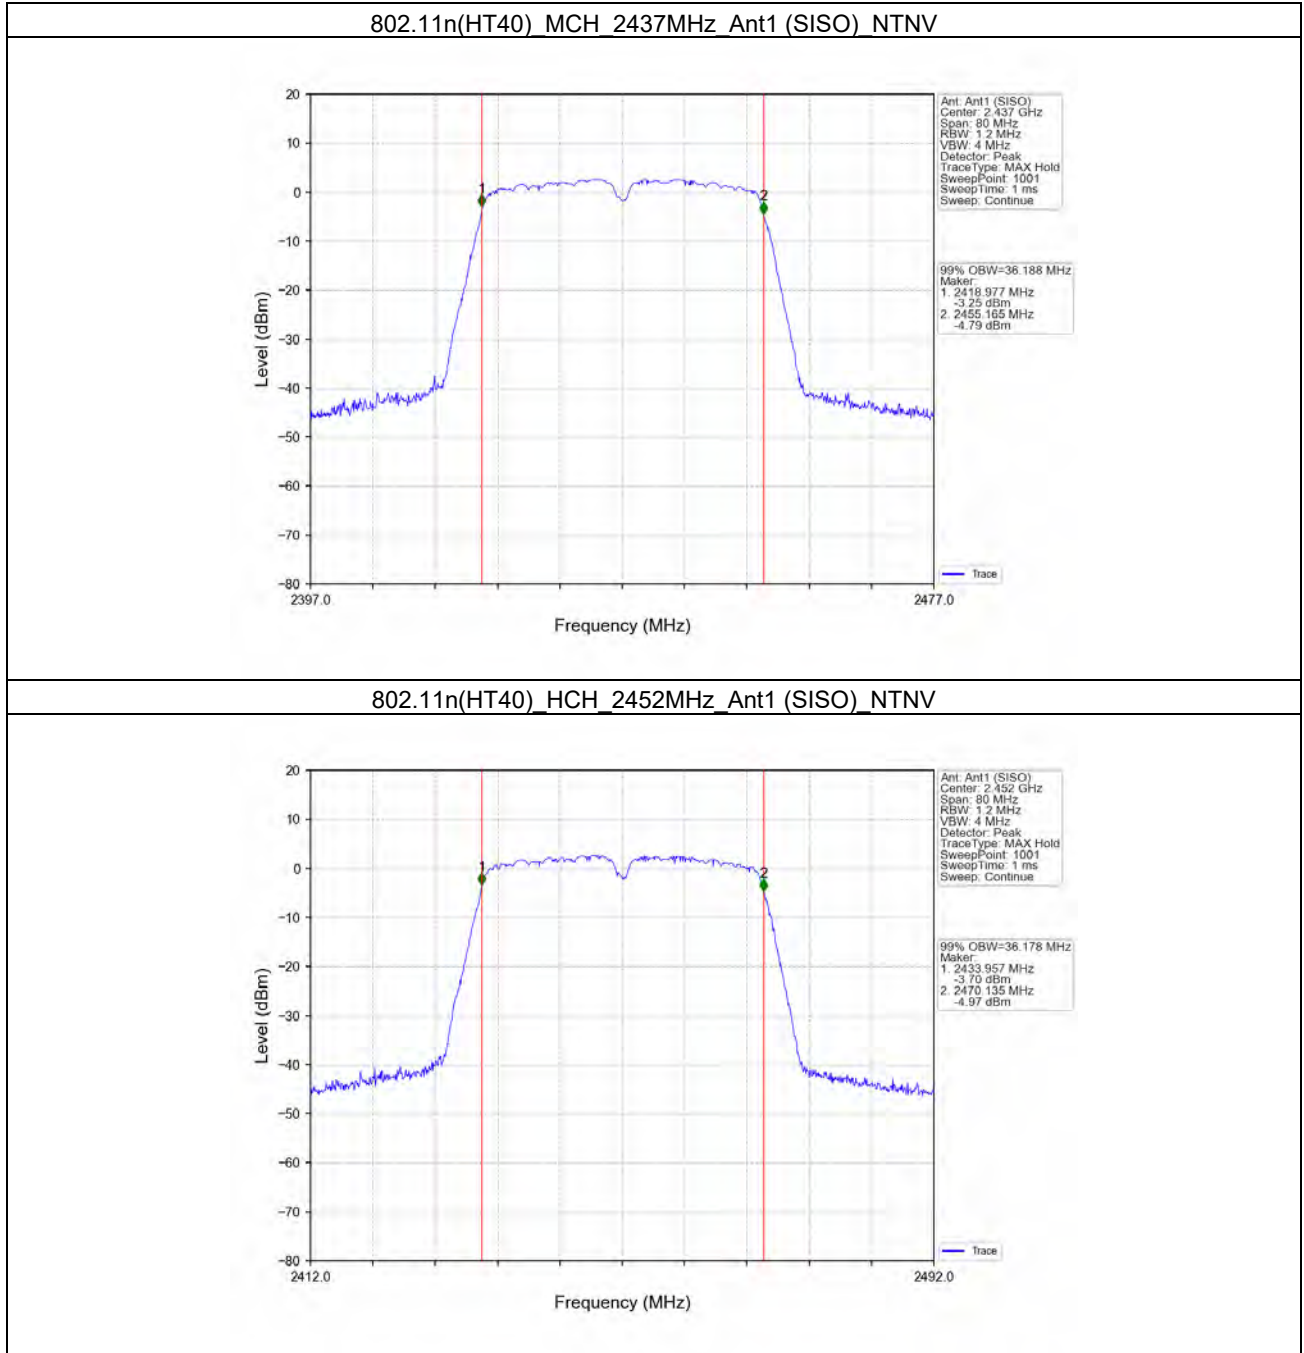 802.11n(HT40)_MCH_2437MHz_Ant1 (SISO)_NTNV
20
10
0
−10
−20
−30
−40
−50
−60
−70
−80
Level (dBm)
1
2
2397.0
2477.0
Frequency (MHz)
Ant: Ant1 (SISO)
Center: 2.437 GHz
Span: 80 MHz
RBW: 1.2 MHz
VBW: 4 MHz
Detector: Peak
TraceType: MAX Hold
SweepPoint: 1001
SweepTime: 1 ms
Sweep: Continue
99% OBW=36.188 MHz
Maker:
1. 2418.977 MHz
-3.25 dBm
2. 2455.165 MHz
-4.79 dBm
Trace
802.11n(HT40)_HCH_2452MHz_Ant1 (SISO)_NTNV
20
10
0
−10
−20
−30
−40
−50
−60
−70
−80
Level (dBm)
1
2
2412.0
2492.0
Frequency (MHz)
Ant: Ant1 (SISO)
Center: 2.452 GHz
Span: 80 MHz
RBW: 1.2 MHz
VBW: 4 MHz
Detector: Peak
TraceType: MAX Hold
SweepPoint: 1001
SweepTime: 1 ms
Sweep: Continue
99% OBW=36.178 MHz
Maker:
1. 2433.957 MHz
-3.70 dBm
2. 2470.135 MHz
-4.97 dBm
Trace